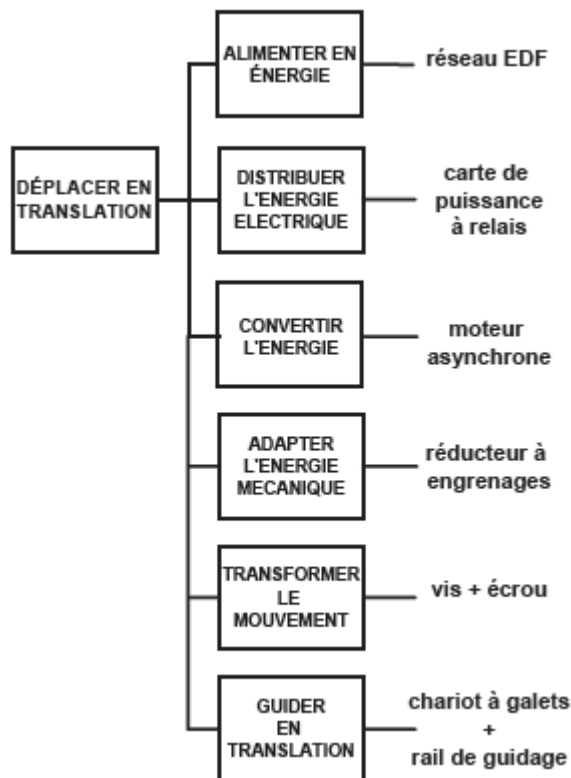 ALIMENTER EN
ÉNERGIE
réseau EDF
DÉPLACER EN
TRANSLATION
DISTRIBUER
L'ENERGIE
ELECTRIQUE
carte de
puissance
à relais
CONVERTIR
L'ENERGIE
moteur
asynchrone
ADAPTER
L'ENERGIE
MECANIQUE
réducteur à
engrenages
TRANSFORMER
LE
MOUVEMENT
vis + écrou
GUIDER
EN
TRANSLATION
chariot à galets
+
rail de guidage